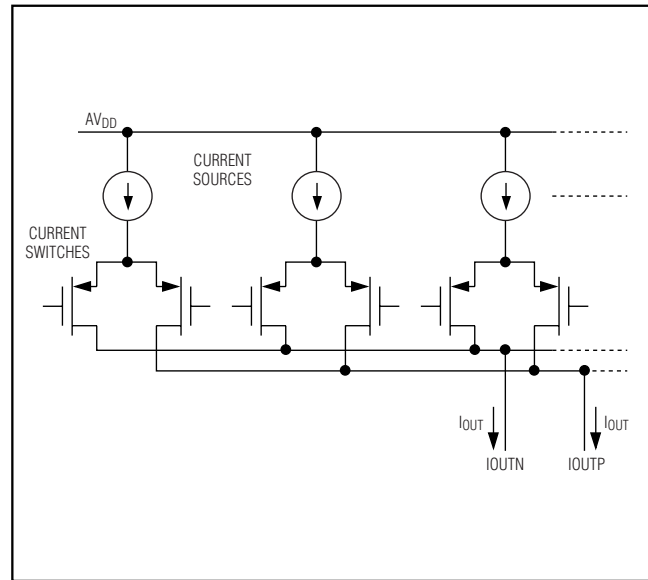 AVDD
CURRENT
SOURCES
CURRENT
SWITCHES
IOUT
IOUT
IOUTN
IOUTP